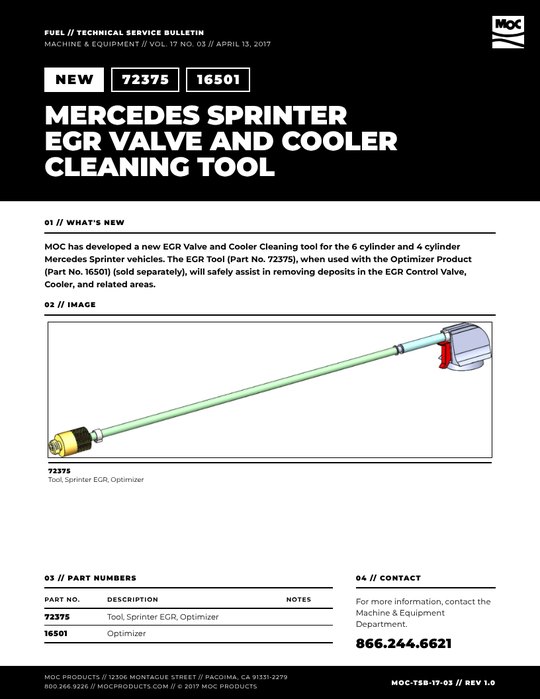 FUEL // TECHNICAL SERVICE BULLETIN
MACHINE & EQUIPMENT // VOL. 17 NO. 03 // APRIL 13, 2017
MOC
NEW 72375 16501
MERCEDES SPRINTER
EGR VALVE AND COOLER
CLEANING TOOL
01 // WHAT'S NEW
MOC has developed a new EGR Valve and Cooler Cleaning tool for the 6 cylinder and 4 cylinder
Mercedes Sprinter vehicles. The EGR Tool (Part No. 72375), when used with the Optimizer Product
(Part No. 16501) (sold separately), will safely assist in removing deposits in the EGR Control Valve,
Cooler, and related areas.
02 // IMAGE
72375
Tool, Sprinter EGR, Optimizer
03 // PART NUMBERS
PART NO. DESCRIPTION NOTES
72375 Tool, Sprinter EGR, Optimizer
16501 Optimizer
04 // CONTACT
For more information, contact the
Machine & Equipment
Department.
866.244.6621
MOC PRODUCTS // 12306 MONTAGUE STREET // PACOIMA, CA 91331-2279
800.266.9226 // MOCPRODUCTS.COM // © 2017 MOC PRODUCTS
MOC-TSB-17-03 // REV 1.0